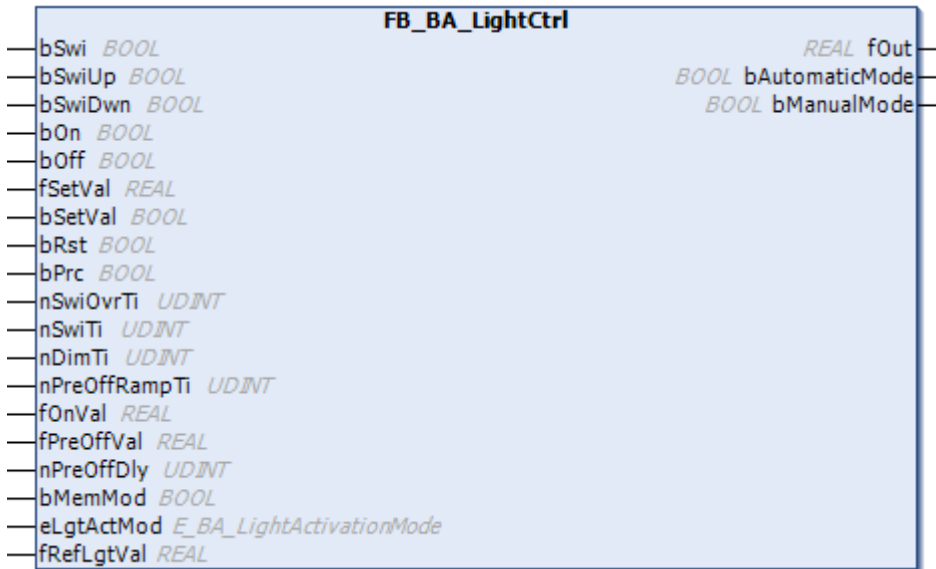 FB_BA_LightCtrl
bSwi BOOL REAL fOut
bSwiUp BOOL BOOL bAutomaticMode
bSwiDwn BOOL BOOL bManualMode
bOn BOOL
bOff BOOL
fSetVal REAL
bSetVal BOOL
bRst BOOL
bPrc BOOL
nSwiOvrTi UDINT
nSwiTi UDINT
nDimTi UDINT
nPreOffRampTi UDINT
fOnVal REAL
fPreOffVal REAL
nPreOffDly UDINT
bMemMod BOOL
eLgtActMod E_BA_LightActivationMode
fRefLgtVal REAL